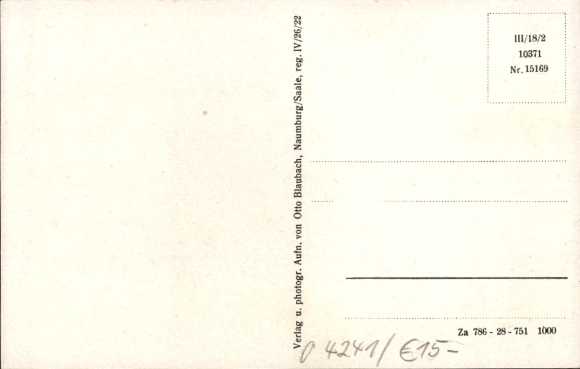 Verlag u. photogr. Aufn. von Otto Blaubach, Naumburg/Saale, reg. IV/26/22
III/18/2
10371
Nr. 15169
Za 786 - 28 - 751 1000
4241/ €15-